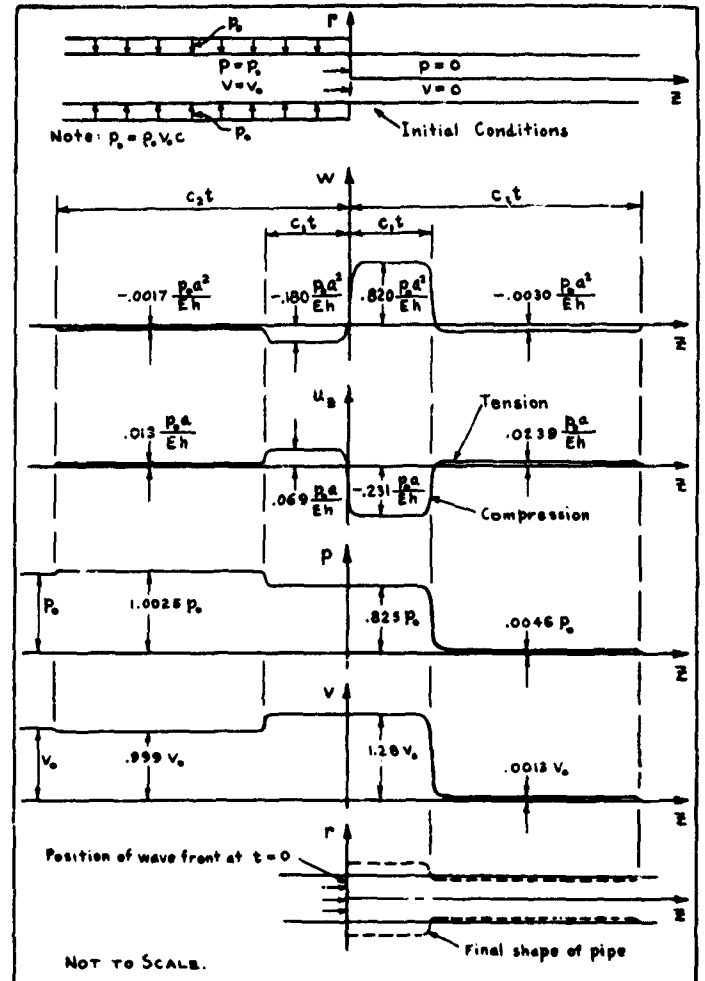 r
p₀
p = p₀ p = 0
v = v₀ v = 0
z
p₀
Note: p₀ = ρ₀ v₀ c
Initial Conditions
w
c₂t c₂t
c₁t c₁t
-.0017 p₀a²/Eh -.180 p₀a²/Eh .820 p₀a²/Eh -.0030 p₀a²/Eh
z
u_z
Tension
.013 p₀a/Eh .0239 p₀a/Eh
z
.069 p₀a/Eh -.231 p₀a/Eh
Compression
p
p₀ 1.0025 p₀ .825 p₀ .0046 p₀
z
v
v₀ .999 v₀ 1.28 v₀ .0013 v₀
z
r
Position of wave front at t = 0
z
Final shape of pipe
NOT TO SCALE.